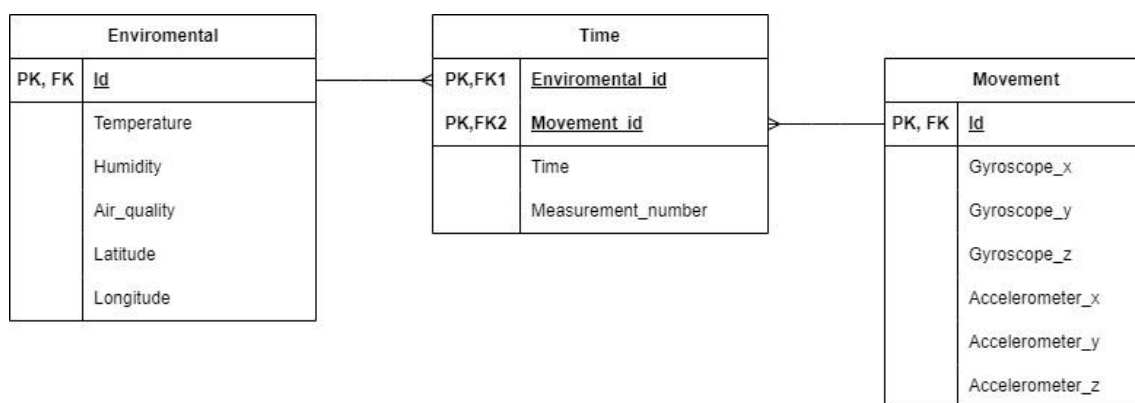 Enviromental
PK, FK Id
Temperature
Humidity
Air_quality
Latitude
Longitude
Time
PK,FK1 Enviromental_id
PK,FK2 Movement_id
Time
Measurement_number
Movement
PK, FK Id
Gyroscope_x
Gyroscope_y
Gyroscope_z
Accelerometer_x
Accelerometer_y
Accelerometer_z